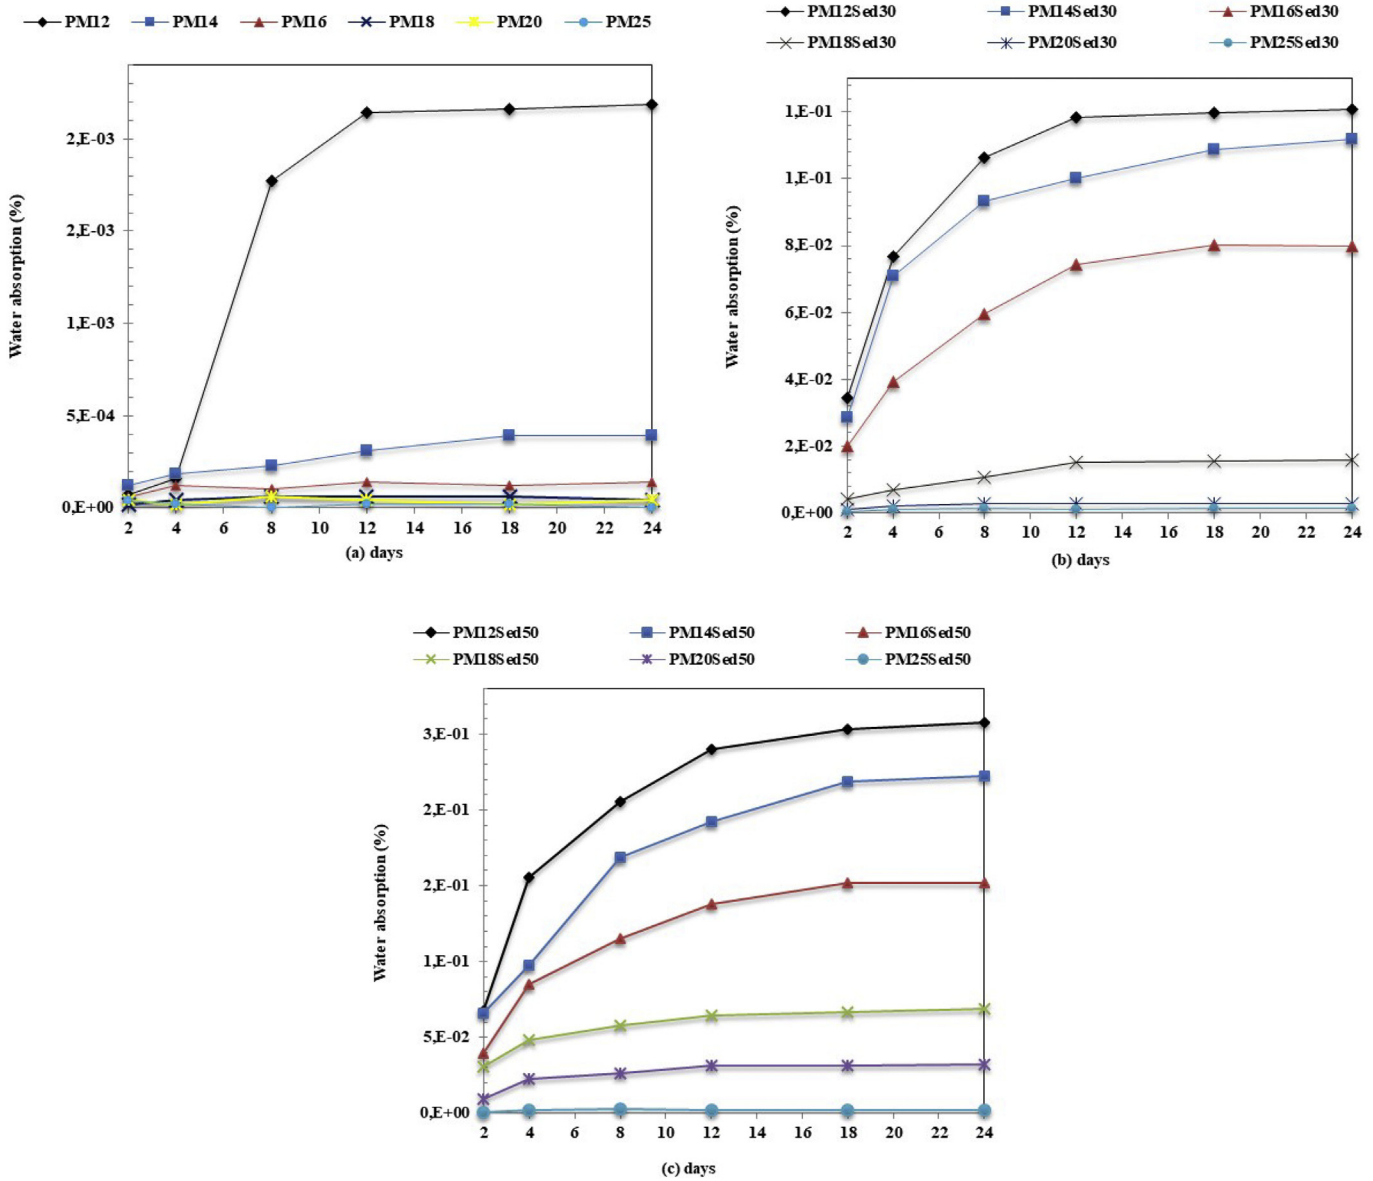 PM12 PM14 PM16 PM18 PM20 PM25
2,E-03
2,E-03
1,E-03
5,E-04
0,E+00
2 4 6 8 10 12 14 16 18 20 22 24
Water absorption (%)
(a) days
PM12Sed30 PM14Sed30 PM16Sed30
PM18Sed30 PM20Sed30 PM25Sed30
1,E-01
1,E-01
8,E-02
6,E-02
4,E-02
2,E-02
0,E+00
2 4 6 8 10 12 14 16 18 20 22 24
Water absorption (%)
(b) days
PM12Sed50 PM14Sed50 PM16Sed50
PM18Sed50 PM20Sed50 PM25Sed50
3,E-01
2,E-01
2,E-01
1,E-01
5,E-02
0,E+00
2 4 6 8 10 12 14 16 18 20 22 24
Water absorption (%)
(c) days